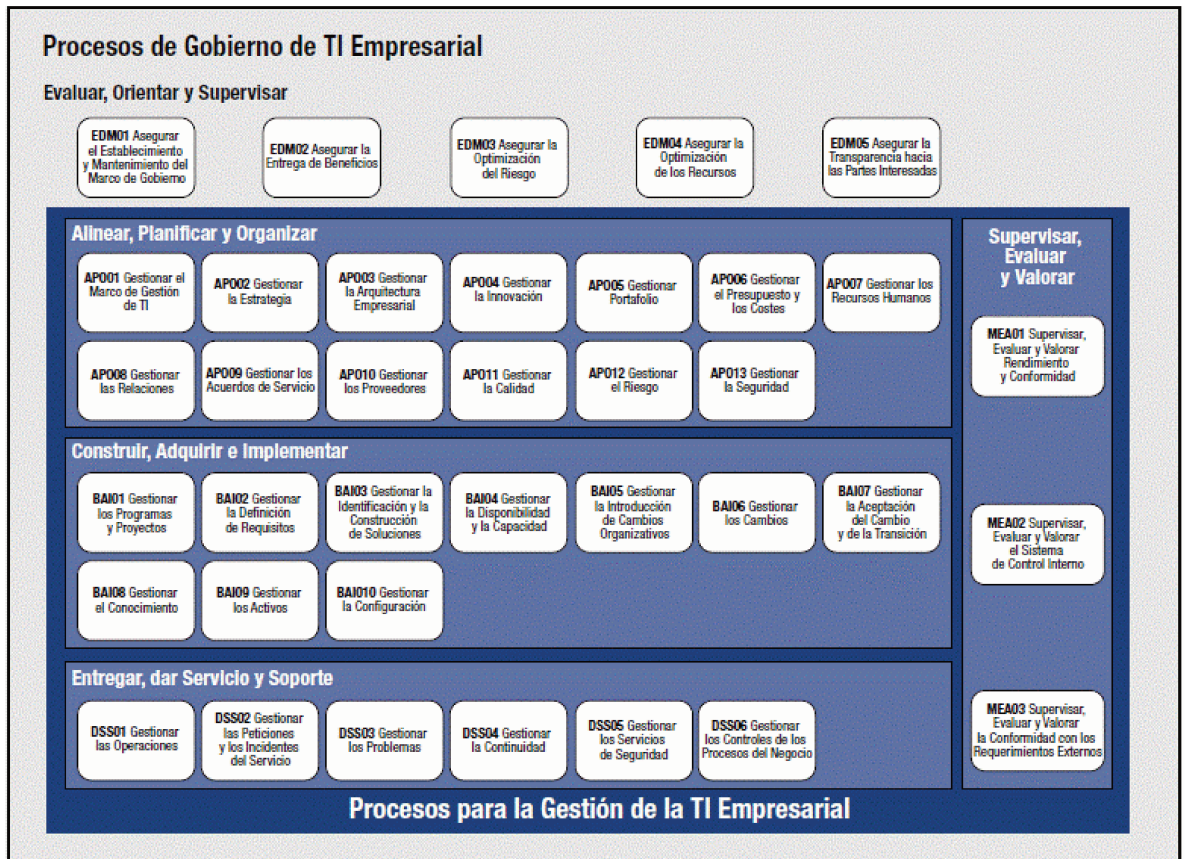 Procesos de Gobierno de TI Empresarial
Evaluar, Orientar y Supervisar
EDM01 Asegurar
el Establecimiento
y Mantenimiento del
Marco de Gobierno
EDM02 Asegurar la
Entrega de Beneficios
EDM03 Asegurar la
Optimización
del Riesgo
EDM04 Asegurar la
Optimización
de los Recursos
EDM05 Asegurar la
Transparencia hacia
las Partes Interesadas
Alinear, Planificar y Organizar
APO01 Gestionar el
Marco de Gestión
de TI
APO02 Gestionar
la Estrategia
APO03 Gestionar
la Arquitectura
Empresarial
APO04 Gestionar
la Innovación
APO05 Gestionar
Portafolio
APO06 Gestionar
el Presupuesto y
los Costes
APO07 Gestionar los
Recursos Humanos
APO08 Gestionar
las Relaciones
APO09 Gestionar los
Acuerdos de Servicio
APO10 Gestionar
los Proveedores
APO11 Gestionar
la Calidad
APO12 Gestionar
el Riesgo
APO13 Gestionar
la Seguridad
Construir, Adquirir e Implementar
BAI01 Gestionar
los Programas
y Proyectos
BAI02 Gestionar
la Definición
de Requisitos
BAI03 Gestionar la
Identificación y la
Construcción
de Soluciones
BAI04 Gestionar
la Disponibilidad
y la Capacidad
BAI05 Gestionar
la Introducción
de Cambios
Organizativos
BAI06 Gestionar
los Cambios
BAI07 Gestionar
la Aceptación
del Cambio
y de la Transición
BAI08 Gestionar
el Conocimiento
BAI09 Gestionar
los Activos
BAI010 Gestionar
la Configuración
Entregar, dar Servicio y Soporte
DSS01 Gestionar
las Operaciones
DSS02 Gestionar
las Peticiones
y los Incidentes
del Servicio
DSS03 Gestionar
los Problemas
DSS04 Gestionar
la Continuidad
DSS05 Gestionar
los Servicios
de Seguridad
DSS06 Gestionar
los Controles de los
Procesos del Negocio
Supervisar,
Evaluar
y Valorar
MEA01 Supervisar,
Evaluar y Valorar
Rendimiento
y Conformidad
MEA02 Supervisar,
Evaluar y Valorar
el Sistema
de Control Interno
MEA03 Supervisar,
Evaluar y Valorar
la Conformidad con los
Requerimientos Externos
Procesos para la Gestión de la TI Empresarial